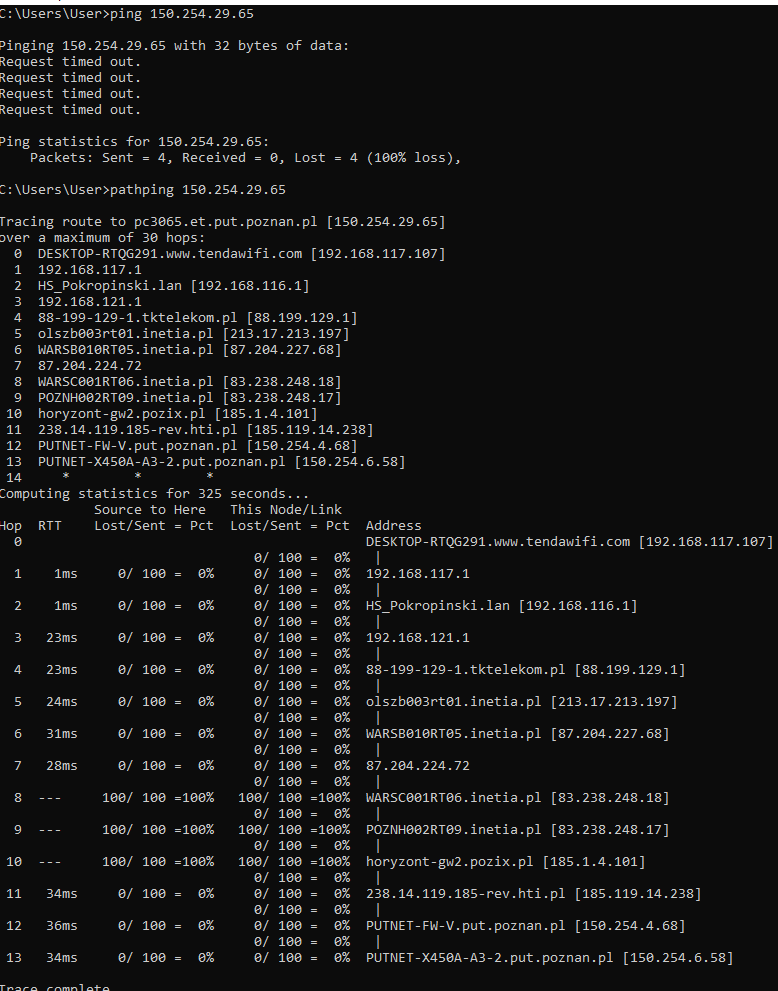 C:\Users\User>ping 150.254.29.65

Pinging 150.254.29.65 with 32 bytes of data:
Request timed out.
Request timed out.
Request timed out.
Request timed out.

Ping statistics for 150.254.29.65:
    Packets: Sent = 4, Received = 0, Lost = 4 (100% loss),

C:\Users\User>pathping 150.254.29.65

Tracing route to pc3065.et.put.poznan.pl [150.254.29.65]
over a maximum of 30 hops:
  0  DESKTOP-RTQG291.www.tendawifi.com [192.168.117.107]
  1  192.168.117.1
  2  HS_Pokropinski.lan [192.168.116.1]
  3  192.168.121.1
  4  88-199-129-1.tktelekom.pl [88.199.129.1]
  5  olszb003rt01.inetia.pl [213.17.213.197]
  6  WARSB010RT05.inetia.pl [87.204.227.68]
  7  87.204.224.72
  8  WARSC001RT06.inetia.pl [83.238.248.18]
  9  POZNH002RT09.inetia.pl [83.238.248.17]
 10  horyzont-gw2.pozix.pl [185.1.4.101]
 11  238.14.119.185-rev.hti.pl [185.119.14.238]
 12  PUTNET-FW-V.put.poznan.pl [150.254.4.68]
 13  PUTNET-X450A-A3-2.put.poznan.pl [150.254.6.58]
 14     *        *        *
Computing statistics for 325 seconds...
            Source to Here   This Node/Link
Hop  RTT    Lost/Sent = Pct  Lost/Sent = Pct  Address
  0                                           DESKTOP-RTQG291.www.tendawifi.com [192.168.117.107]
                                0/ 100 =  0%   |
  1    1ms     0/ 100 =  0%     0/ 100 =  0%  192.168.117.1
                                0/ 100 =  0%   |
  2    1ms     0/ 100 =  0%     0/ 100 =  0%  HS_Pokropinski.lan [192.168.116.1]
                                0/ 100 =  0%   |
  3   23ms     0/ 100 =  0%     0/ 100 =  0%  192.168.121.1
                                0/ 100 =  0%   |
  4   23ms     0/ 100 =  0%     0/ 100 =  0%  88-199-129-1.tktelekom.pl [88.199.129.1]
                                0/ 100 =  0%   |
  5   24ms     0/ 100 =  0%     0/ 100 =  0%  olszb003rt01.inetia.pl [213.17.213.197]
                                0/ 100 =  0%   |
  6   31ms     0/ 100 =  0%     0/ 100 =  0%  WARSB010RT05.inetia.pl [87.204.227.68]
                                0/ 100 =  0%   |
  7   28ms     0/ 100 =  0%     0/ 100 =  0%  87.204.224.72
                                0/ 100 =  0%   |
  8  ---     100/ 100 =100%   100/ 100 =100%  WARSC001RT06.inetia.pl [83.238.248.18]
                                0/ 100 =  0%   |
  9  ---     100/ 100 =100%   100/ 100 =100%  POZNH002RT09.inetia.pl [83.238.248.17]
                                0/ 100 =  0%   |
 10  ---     100/ 100 =100%   100/ 100 =100%  horyzont-gw2.pozix.pl [185.1.4.101]
                                0/ 100 =  0%   |
 11   34ms     0/ 100 =  0%     0/ 100 =  0%  238.14.119.185-rev.hti.pl [185.119.14.238]
                                0/ 100 =  0%   |
 12   36ms     0/ 100 =  0%     0/ 100 =  0%  PUTNET-FW-V.put.poznan.pl [150.254.4.68]
                                0/ 100 =  0%   |
 13   34ms     0/ 100 =  0%     0/ 100 =  0%  PUTNET-X450A-A3-2.put.poznan.pl [150.254.6.58]

Trace complete